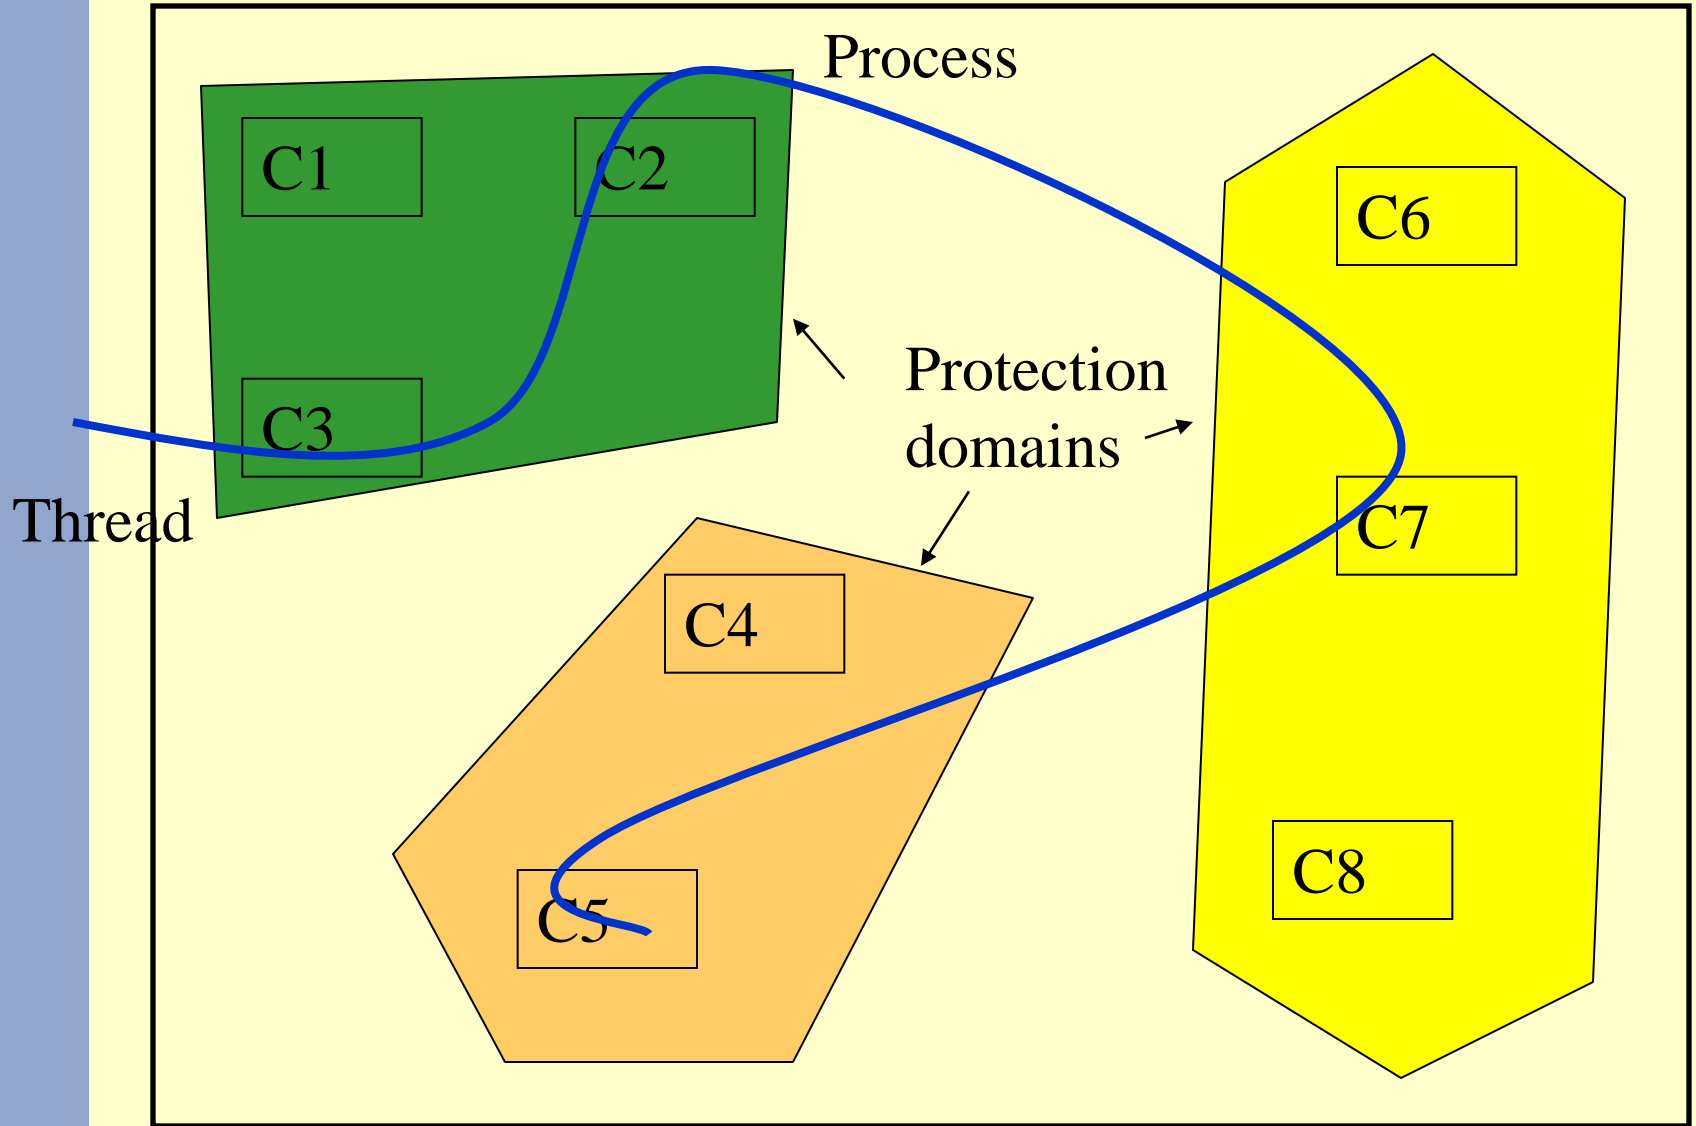 Process
C1
C2
C6
Protection
domains
C3
Thread
C7
C4
C8
C5